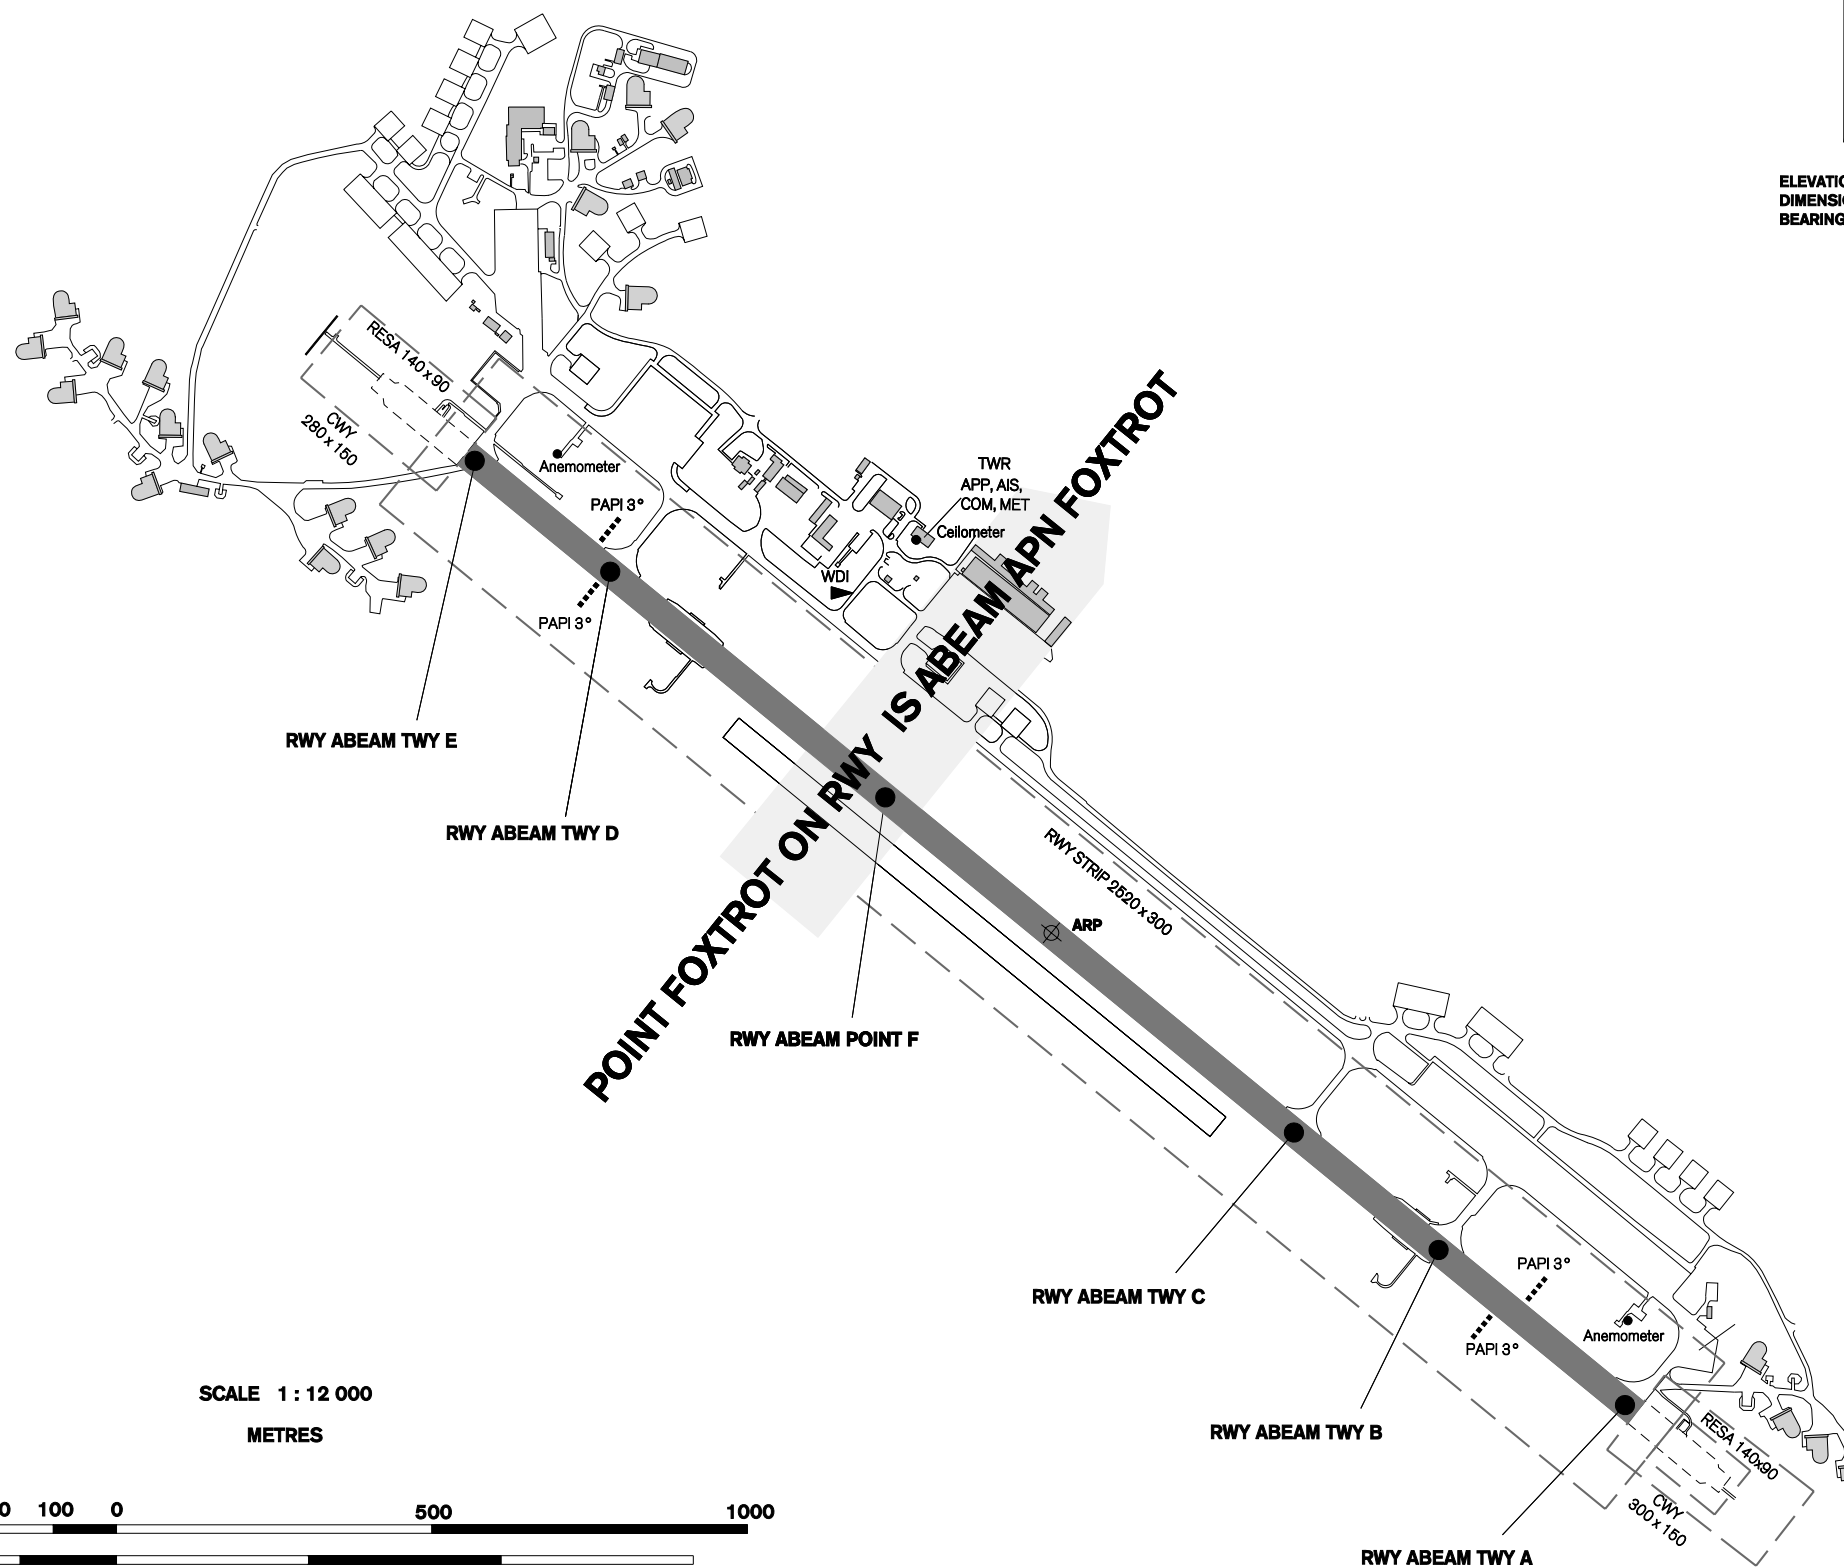 ELEVATIO
DIMENSI
BEARING
RESA 140 x 90
CWY
280 x 150
Anemometer
PAPI 3°
PAPI 3°
TWR
APP, AIS,
COM, MET
Ceilometer
WDI
POINT FOXTROT ON RWY IS ABEAM APN FOXTROT
RWY ABEAM TWY E
RWY ABEAM TWY D
RWY STRIP 2520 x 300
ARP
RWY ABEAM POINT F
RWY ABEAM TWY C
PAPI 3°
Anemometer
PAPI 3°
RWY ABEAM TWY B
RESA 140x90
CWY
300 x 150
RWY ABEAM TWY A
SCALE 1 : 12 000
METRES
0 100 0 500 1000